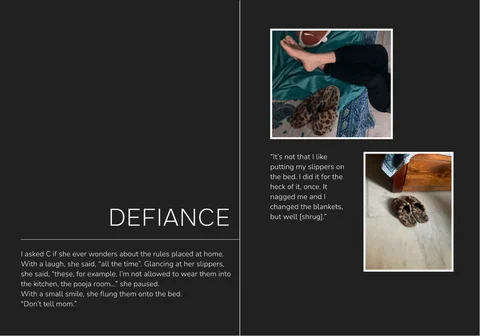 DEFIANCE
I asked C if she ever wonders about the rules placed at home.
With a laugh, she said, “all the time”. Glancing at her slippers,
she said, “these, for example. I’m not allowed to wear them into
the kitchen, the pooja room...” she paused.
With a small smile, she flung them onto the bed.
“Don’t tell mom.”
“It’s not that I like
putting my slippers on
the bed. I did it for the
heck of it, once. It
nagged me and I
changed the blankets,
but well [shrug].”